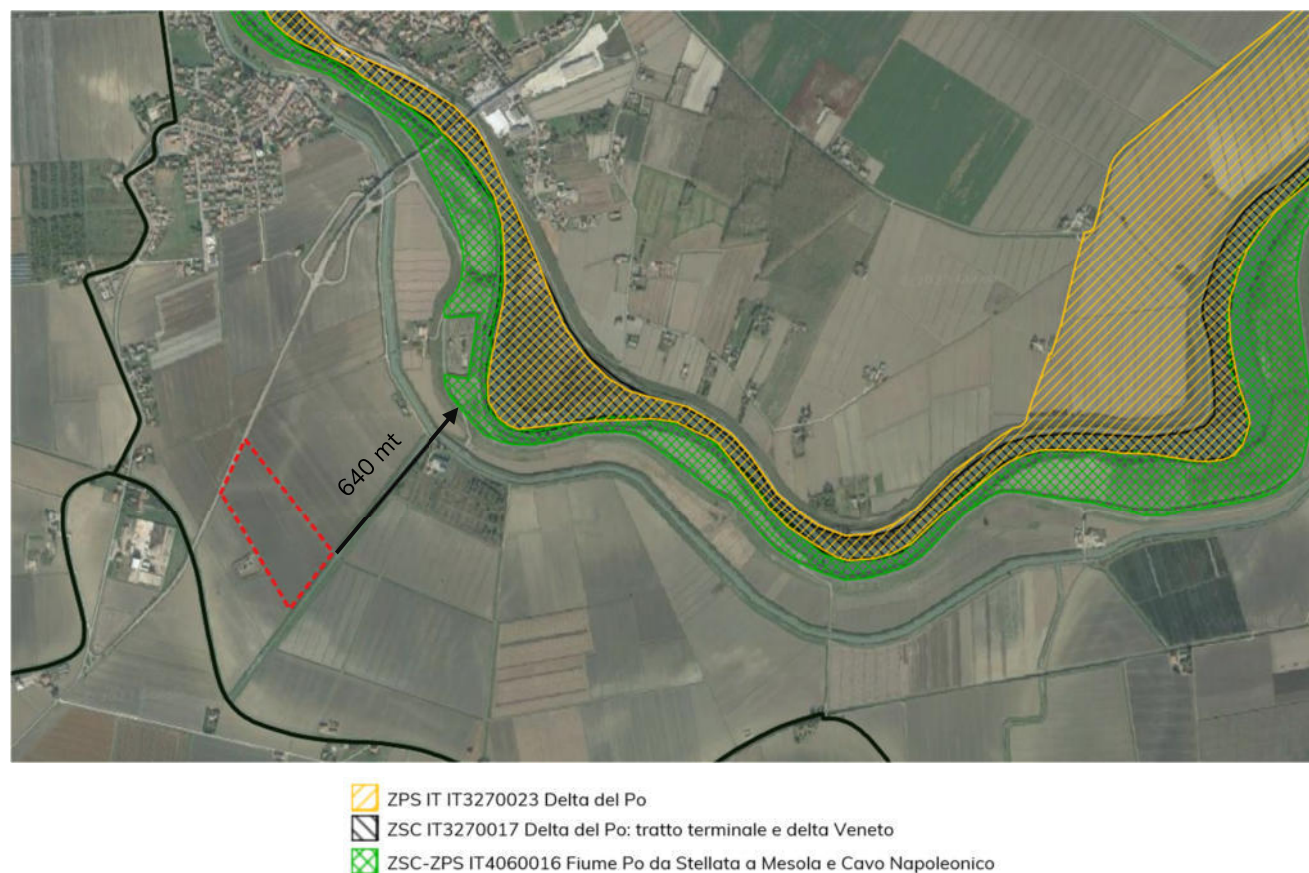 640 mt
ZPS IT IT3270023 Delta del Po
ZSC IT3270017 Delta del Po: tratto terminale e delta Veneto
ZSC-ZPS IT4060016 Fiume Po da Stellata a Mesola e Cavo Napoleonico